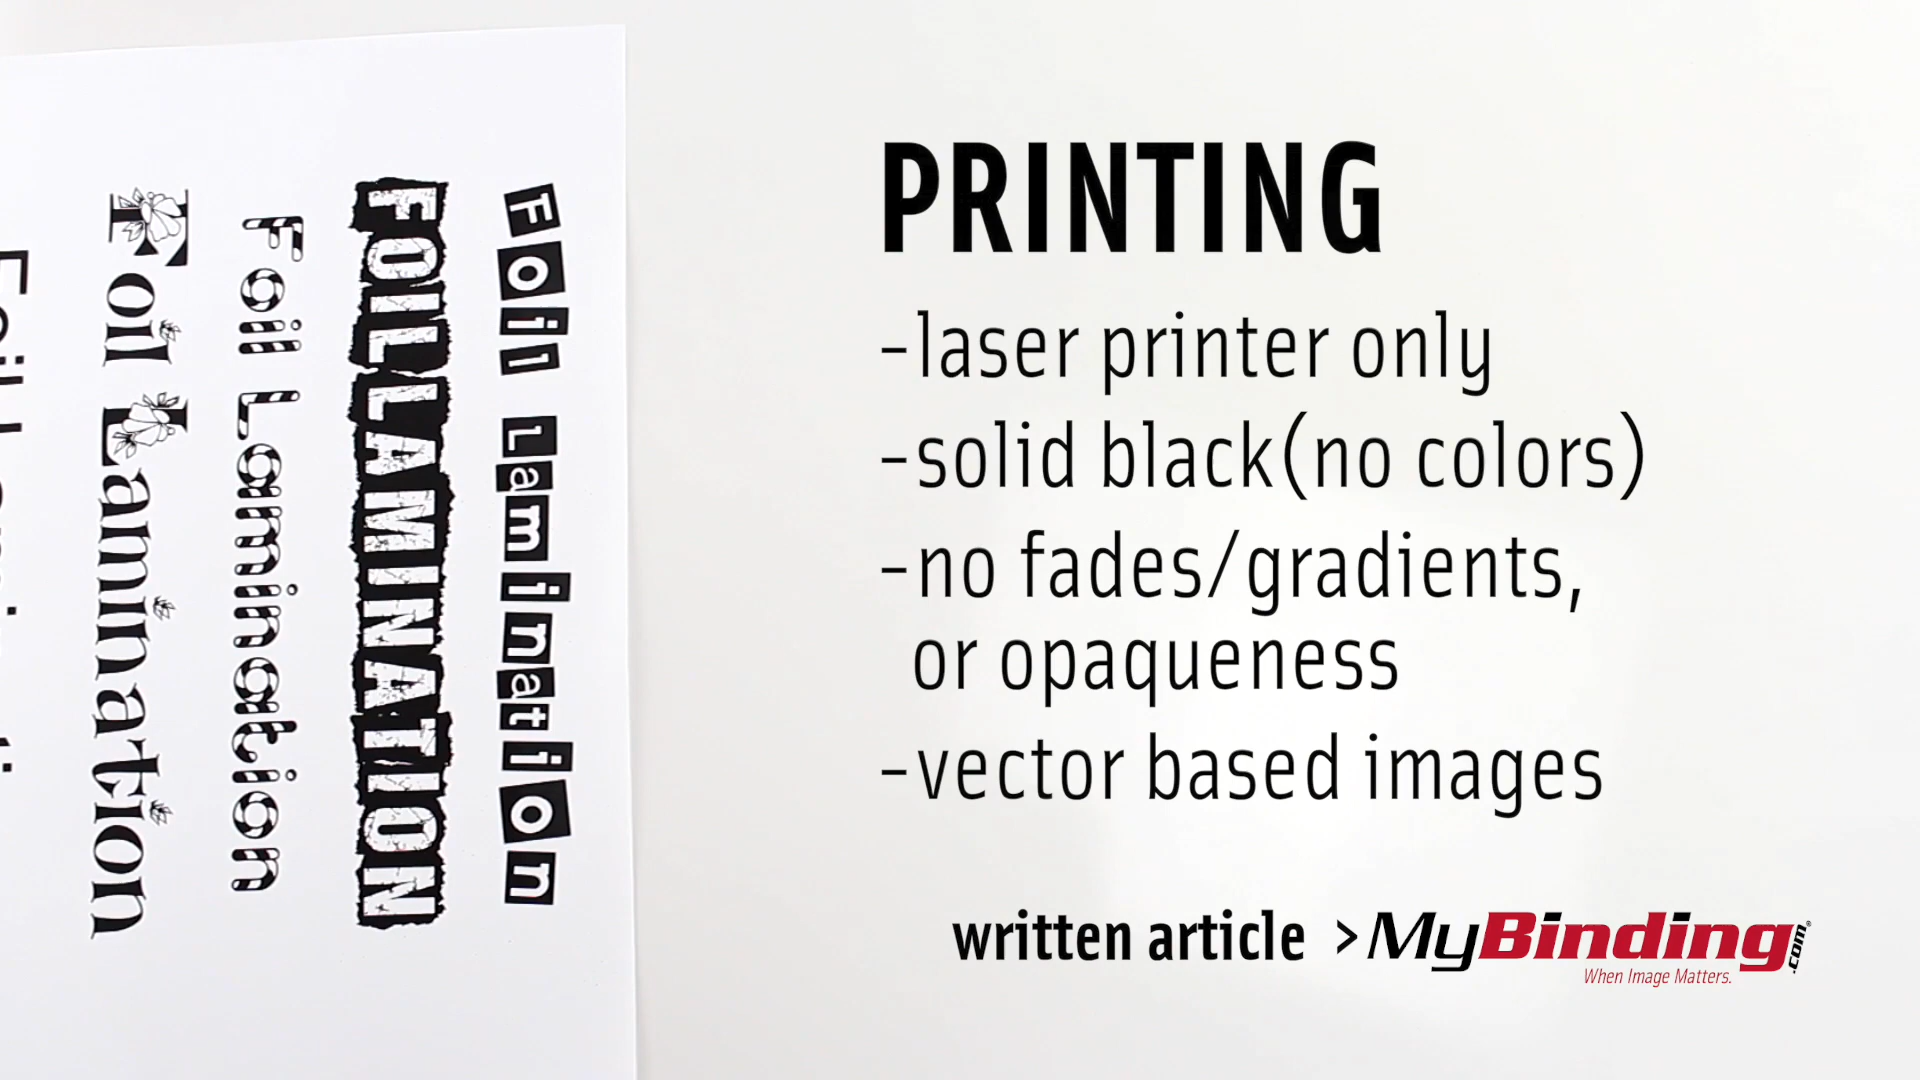 Foil Lamination
FOIL LAMINATION
Foil Lamination
Foil Lamination
PRINTING
-laser printer only
-solid black(no colors)
-no fades/gradients,
or opaqueness
-vector based images
written article >MyBinding.com®
When Image Matters.